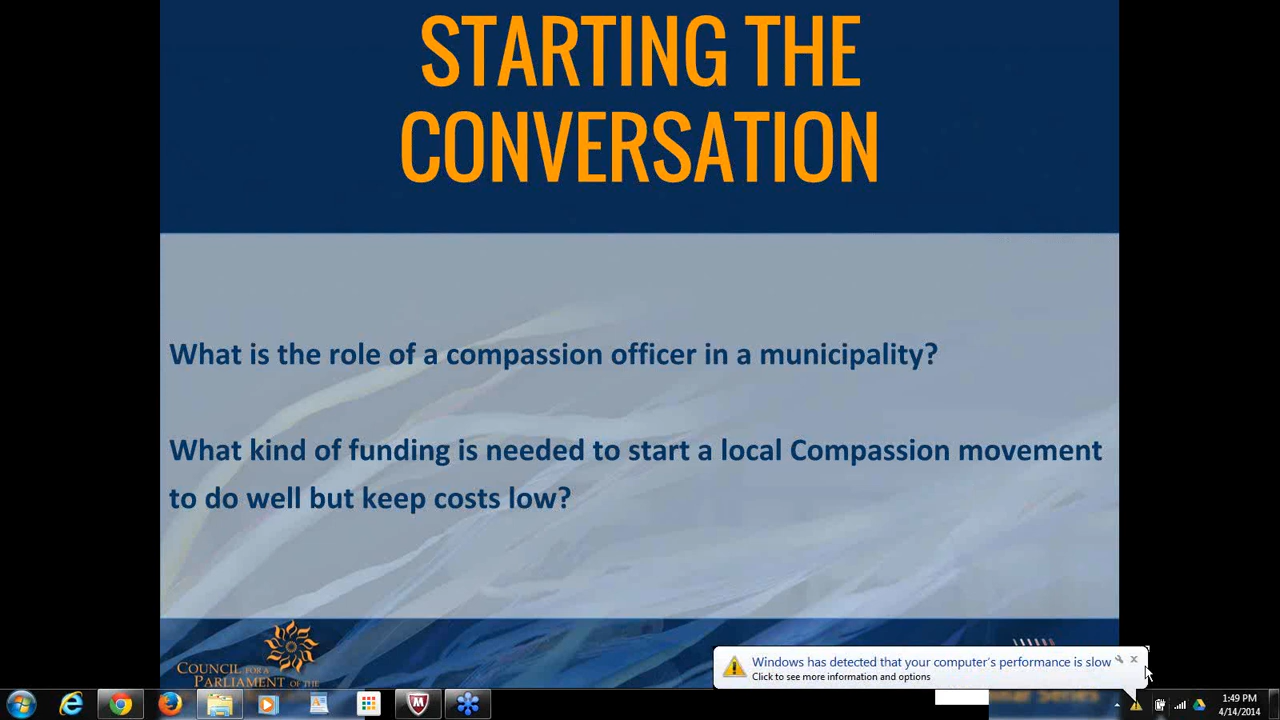 STARTING THE
CONVERSATION
What is the role of a compassion officer in a municipality?
What kind of funding is needed to start a local Compassion movement
to do well but keep costs low?
COUNCIL FOR A
PARLIAMENT OF THE
Windows has detected that your computer's performance is slow
Click to see more information and options
1:49 PM
4/14/2014